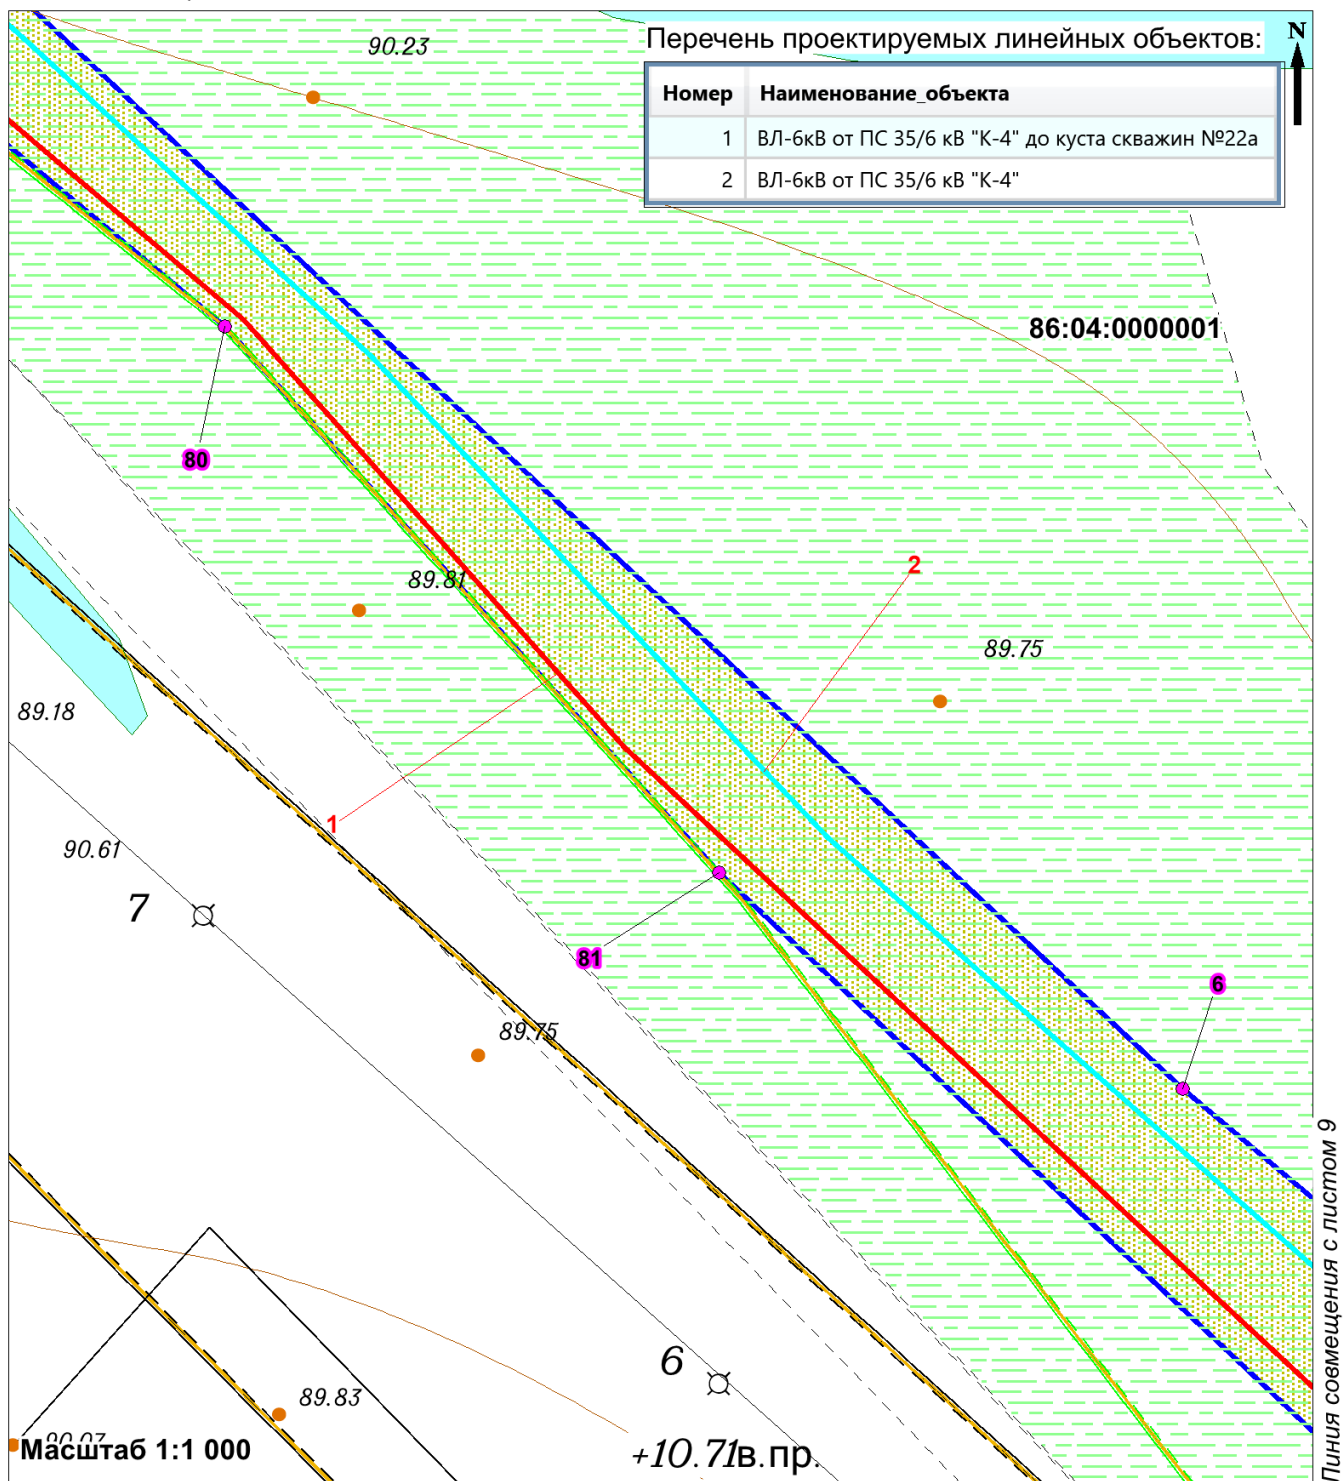 90.23
Перечень проектируемых линейных объектов:
N
Номер Наименование_объекта
1 ВЛ-6кВ от ПС 35/6 кВ "К-4" до куста скважин №22а
2 ВЛ-6кВ от ПС 35/6 кВ "К-4"
86:04:0000001
80
89.81
2
89.75
89.18
1
90.61
7
81
6
89.75
Линия совмещения с листом 9
6
89.83
Масштаб 1:1 000
+10.71в.пр.